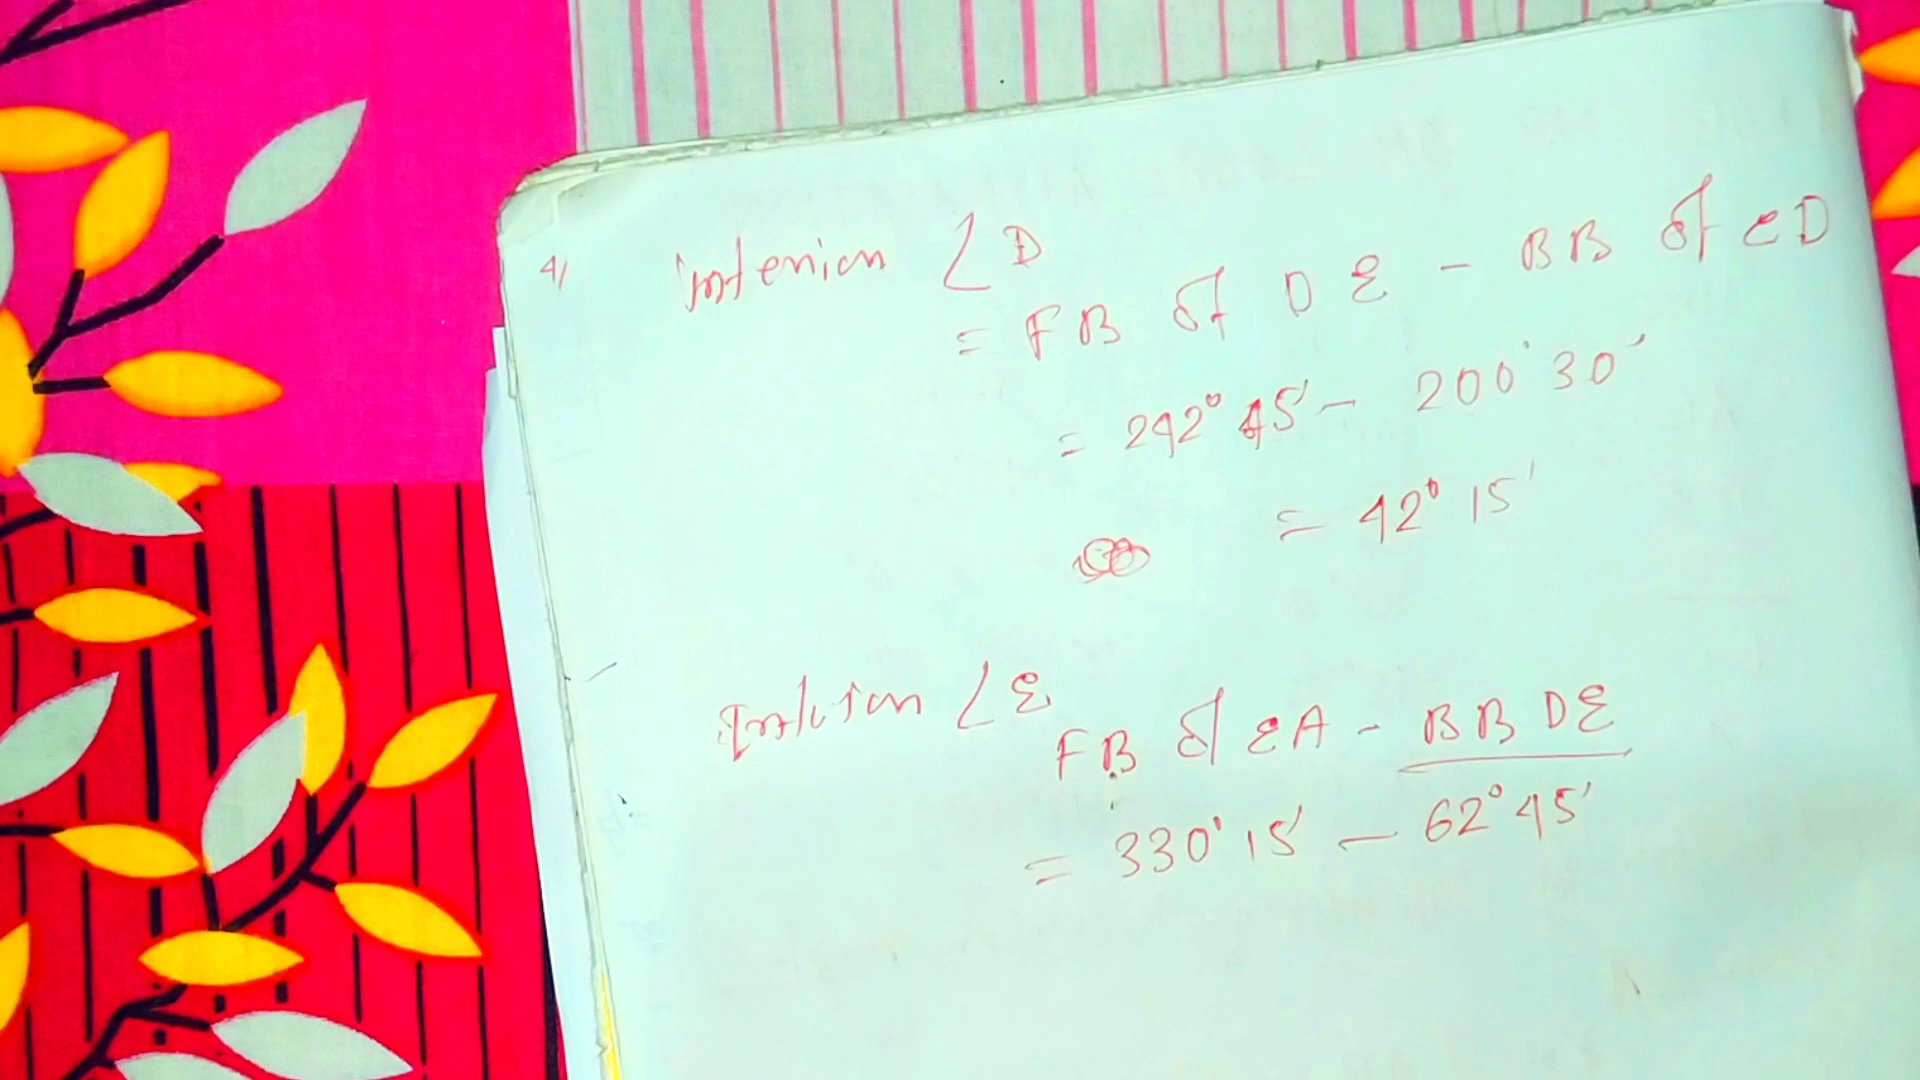 4/ interior ∠D
= FB of DE - BB of CD
= 242° 45' - 200° 30'
= 42° 15'
Interior ∠E
FB of EA - BB DE
= 330° 15' - 62° 45'